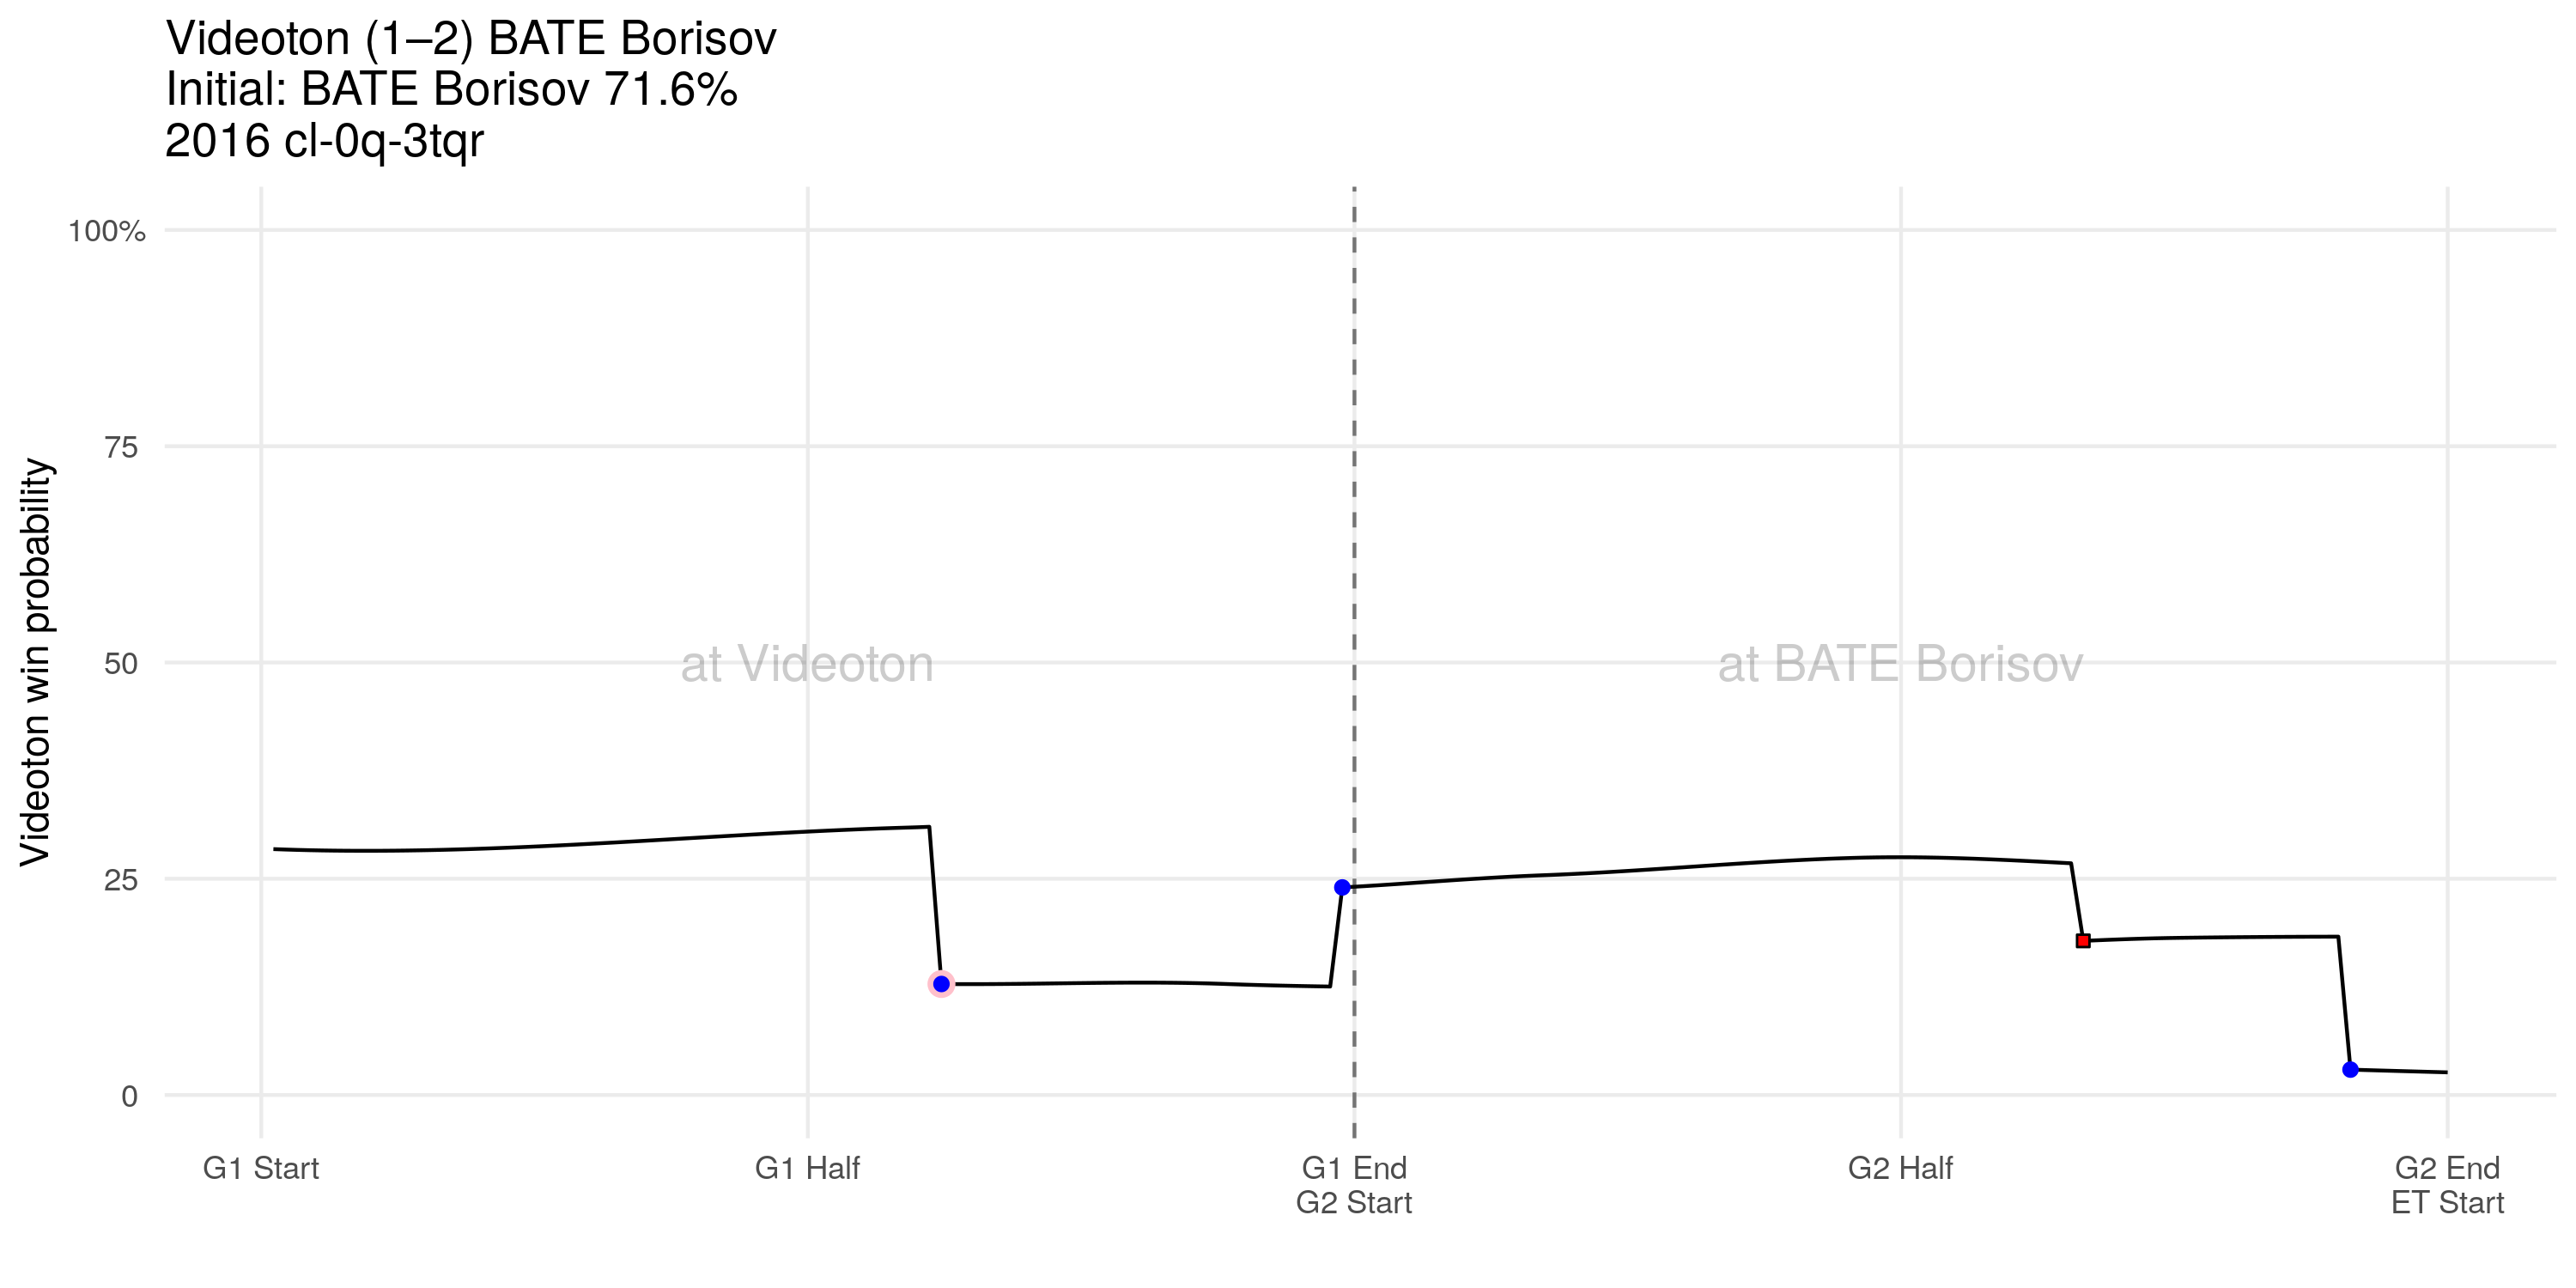 Videoton (1–2) BATE Borisov
Initial: BATE Borisov 71.6%
2016 cl-0q-3tqr
Videoton win probability
100%
75
50
25
0
at Videoton
at BATE Borisov
G1 Start
G1 Half
G1 End
G2 Start
G2 Half
G2 End
ET Start